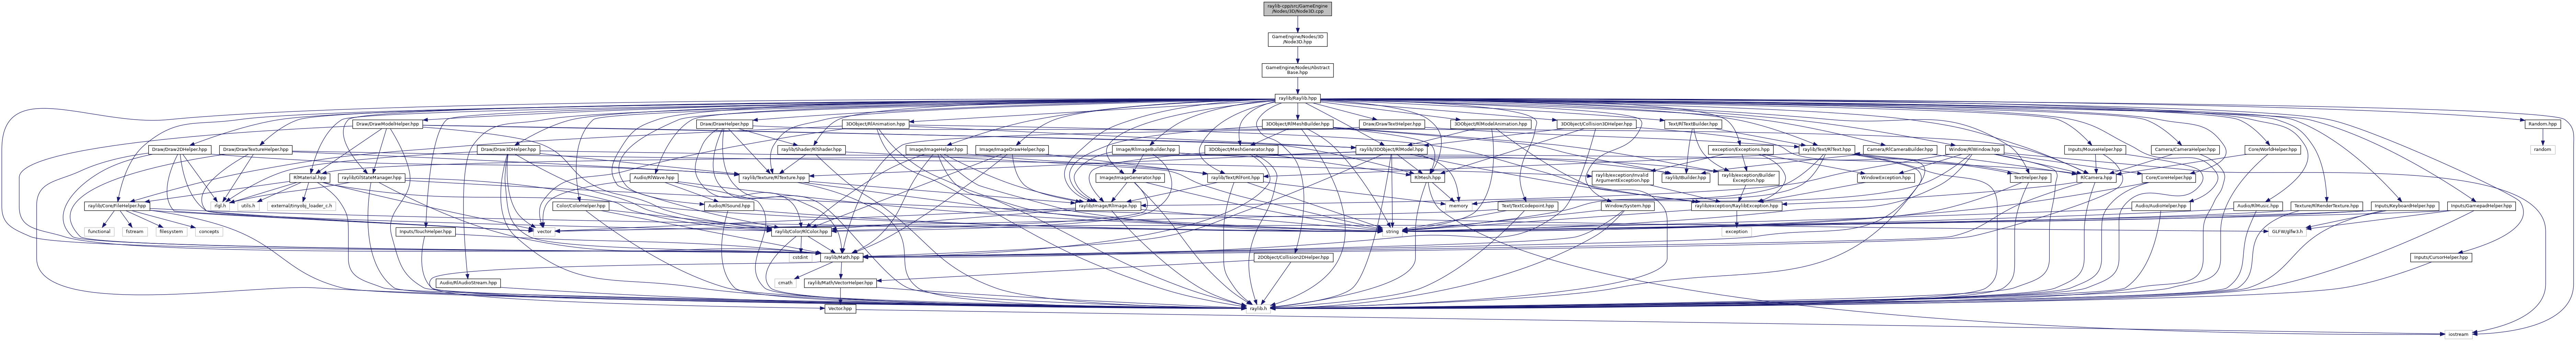 raylib-cpp/src/GameEngine
/Nodes/3D/Node3D.cpp
GameEngine/Nodes/3D
/Node3D.hpp
GameEngine/Nodes/Abstract
Base.hpp
raylib/Raylib.hpp
Draw/DrawModelHelper.hpp
Draw/DrawHelper.hpp
3DObject/RlAnimation.hpp
3DObject/RlMeshBuilder.hpp
Draw/DrawTextHelper.hpp
3DObject/RlModelAnimation.hpp
3DObject/Collision3DHelper.hpp
Text/RlTextBuilder.hpp
Random.hpp
Draw/Draw2DHelper.hpp
Draw/DrawTextureHelper.hpp
Draw/Draw3DHelper.hpp
raylib/Shader/RlShader.hpp
Image/ImageHelper.hpp
Image/ImageDrawHelper.hpp
Image/RlImageBuilder.hpp
3DObject/MeshGenerator.hpp
raylib/3DObject/RlModel.hpp
exception/Exceptions.hpp
raylib/Text/RlText.hpp
Camera/RlCameraBuilder.hpp
Window/RlWindow.hpp
Inputs/MouseHelper.hpp
Camera/CameraHelper.hpp
Core/WorldHelper.hpp
random
RlMaterial.hpp
raylib/GlStateManager.hpp
Audio/RlWave.hpp
raylib/Texture/RlTexture.hpp
Image/ImageGenerator.hpp
raylib/Text/RlFont.hpp
RlMesh.hpp
raylib/exception/Invalid
ArgumentException.hpp
raylib/IBuilder.hpp
raylib/exception/Builder
Exception.hpp
WindowException.hpp
TextHelper.hpp
RlCamera.hpp
Core/CoreHelper.hpp
raylib/Core/FileHelper.hpp
rlgl.h
utils.h
external/tinyobj_loader_c.h
Color/ColorHelper.hpp
Audio/RlSound.hpp
raylib/Image/RlImage.hpp
memory
Text/TextCodepoint.hpp
Window/System.hpp
raylib/exception/RaylibException.hpp
Audio/AudioHelper.hpp
Audio/RlMusic.hpp
Texture/RlRenderTexture.hpp
Inputs/KeyboardHelper.hpp
Inputs/GamepadHelper.hpp
functional
fstream
filesystem
concepts
Inputs/TouchHelper.hpp
vector
raylib/Color/RlColor.hpp
string
exception
GLFW/glfw3.h
cstdint
raylib/Math.hpp
2DObject/Collision2DHelper.hpp
Inputs/CursorHelper.hpp
Audio/RlAudioStream.hpp
cmath
raylib/Math/VectorHelper.hpp
Vector.hpp
raylib.h
iostream